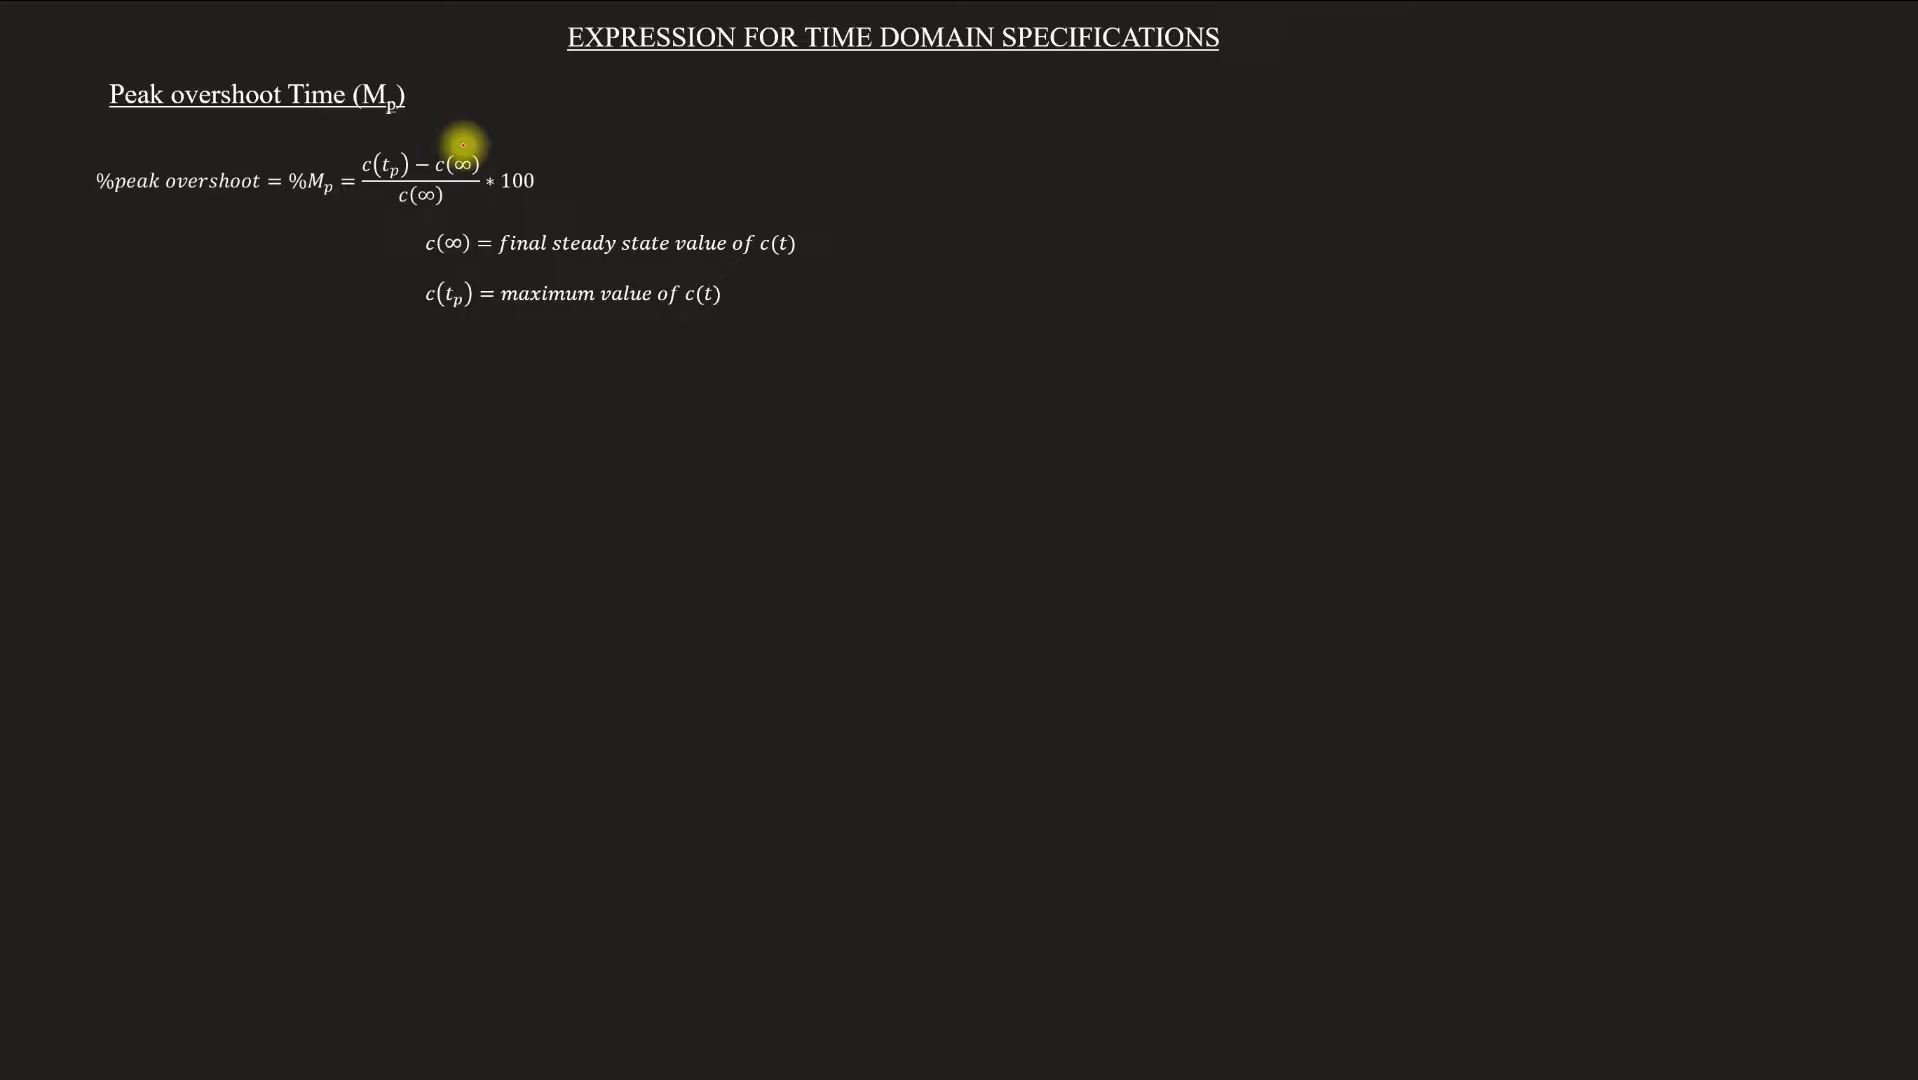 EXPRESSION FOR TIME DOMAIN SPECIFICATIONS
Peak overshoot Time (Mₚ)
%peak overshoot = %Mₚ = (c(tₚ) − c(∞)) / c(∞) * 100
c(∞) = final steady state value of c(t)
c(tₚ) = maximum value of c(t)